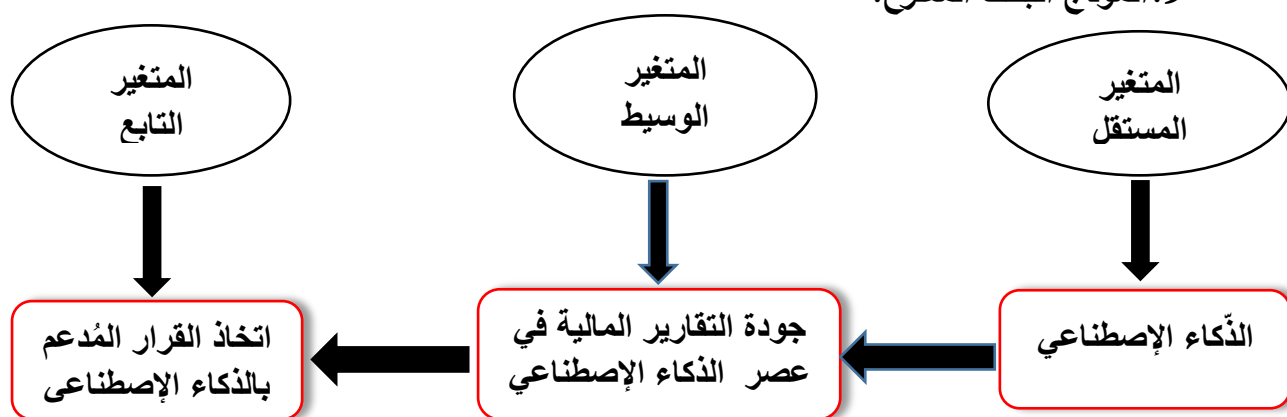 المتغير
المستقل
المتغير
الوسيط
المتغير
التابع
الذّكاء الإصطناعي
جودة التقارير المالية في
عصر الذكاء الإصطناعي
اتخاذ القرار المُدعم
بالذكاء الإصطناعى